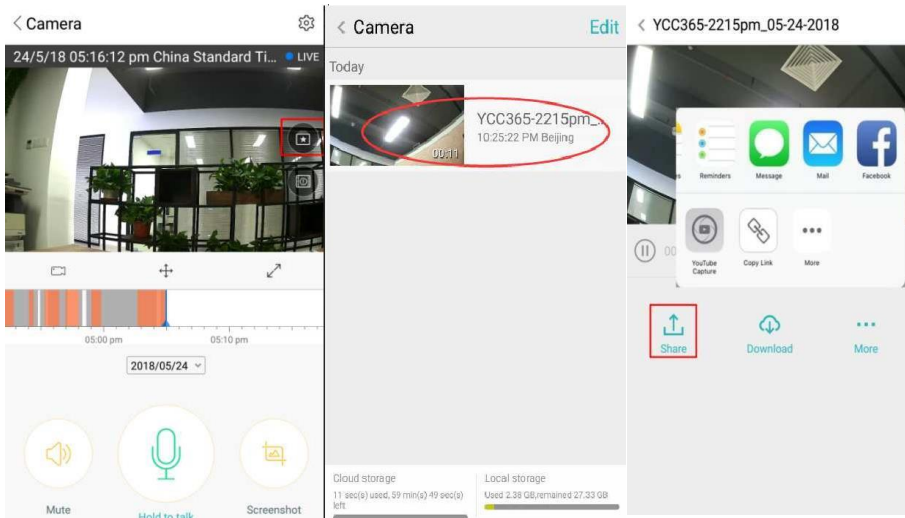 Camera
24/5/18 05:16:12 pm China Standard Ti... LIVE
05:00 pm 05:10 pm
2018/05/24
Mute
Hold to talk
Screenshot
Camera Edit
Today
YCC365-2215pm_...
10:25:22 PM Beijing
00:11
Cloud storage
11 sec(s) used, 59 min(s) 49 sec(s)
left
Local storage
Used 2.38 GB,remained 27.33 GB
YCC365-2215pm_05-24-2018
Reminders
Message
Mail
Facebook
YouTube
Capture
Copy Link
More
Share
Download
More